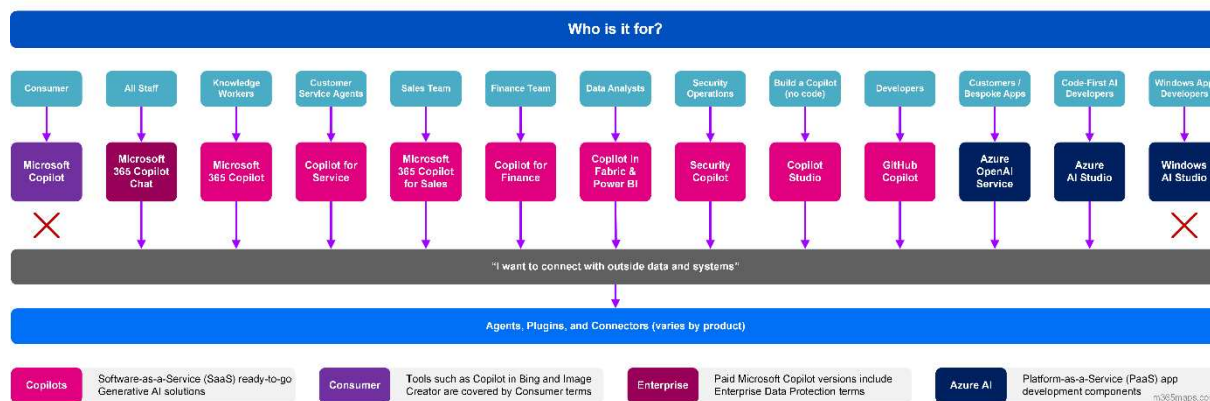 Who is it for?
Consumer
All Staff
Knowledge
Workers
Customer
Service Agents
Sales Team
Finance Team
Data Analysts
Security
Operations
Build a Copilot
(no code)
Developers
Customers /
Bespoke Apps
Code-First AI
Developers
Windows App
Developers
Microsoft
Copilot
Microsoft
365 Copilot
Chat
Microsoft
365 Copilot
Copilot for
Service
Microsoft
365 Copilot
for Sales
Copilot for
Finance
Copilot in
Fabric &
Power BI
Security
Copilot
Copilot
Studio
GitHub
Copilot
Azure
OpenAI
Service
Azure
AI Studio
Windows
AI Studio
"I want to connect with outside data and systems"
Agents, Plugins, and Connectors (varies by product)
Copilots
Software-as-a-Service (SaaS) ready-to-go
Generative AI solutions
Consumer
Tools such as Copilot in Bing and Image
Creator are covered by Consumer terms
Enterprise
Paid Microsoft Copilot versions include
Enterprise Data Protection terms
Azure AI
Platform-as-a-Service (PaaS) app
development components